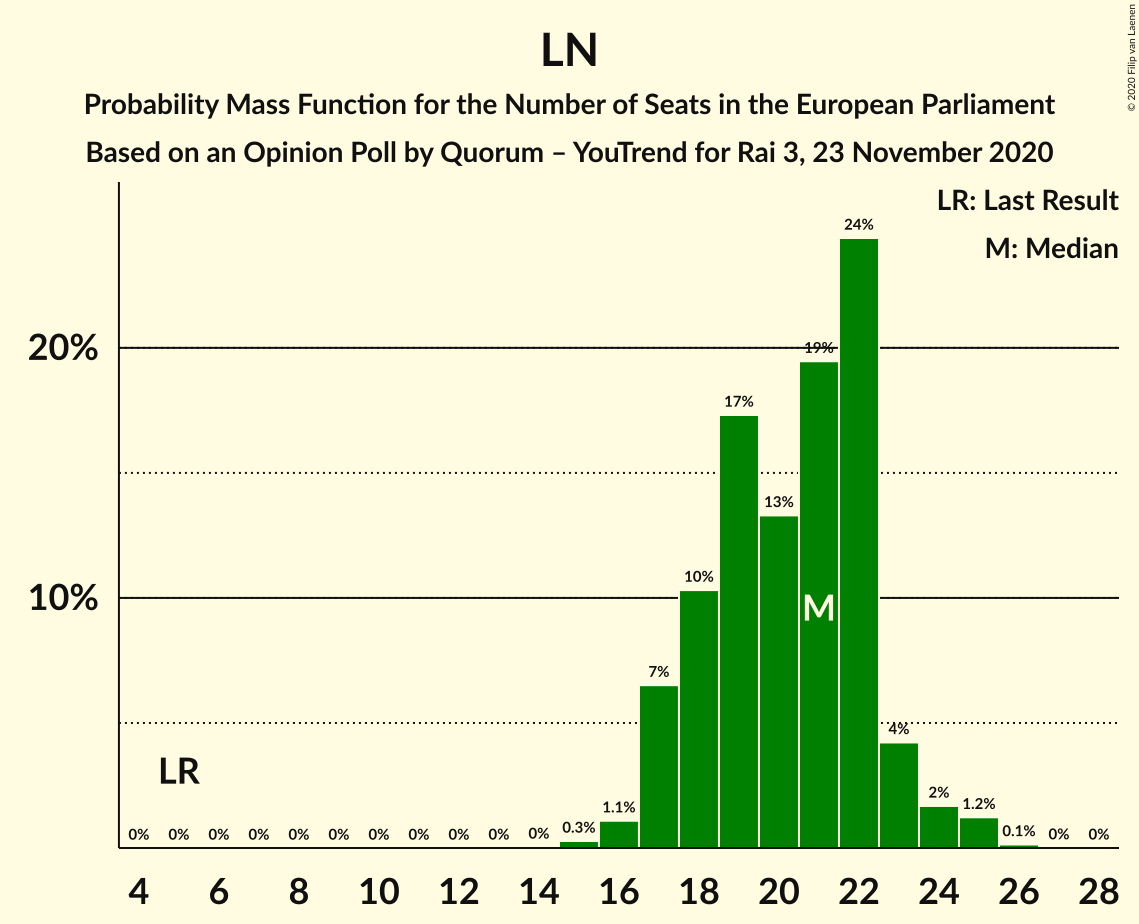 LN
Probability Mass Function for the Number of Seats in the European Parliament
Based on an Opinion Poll by Quorum – YouTrend for Rai 3, 23 November 2020
© 2020 Filip van Laenen
LR: Last Result
M: Median
24%
20%
19%
17%
13%
10%
10%
M
7%
4%
LR
2%
1.2%
1.1%
0.3%
0.1%
0% 0% 0% 0% 0% 0% 0% 0% 0% 0% 0% 0% 0%
4 6 8 10 12 14 16 18 20 22 24 26 28